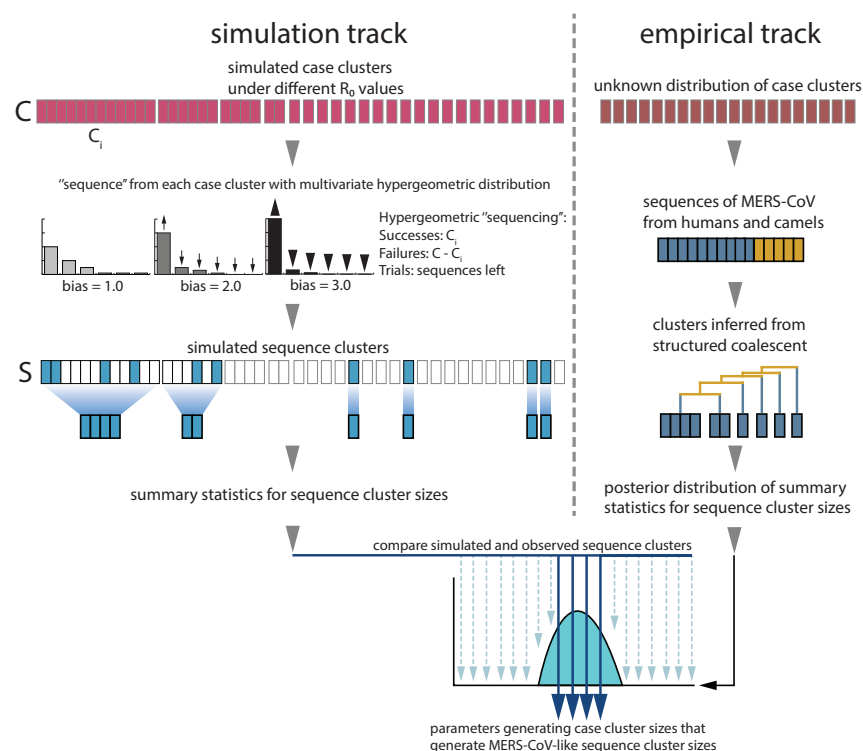 simulation track
simulated case clusters
under different R₀ values
C
Cᵢ
"sequence" from each case cluster with multivariate hypergeometric distribution
bias = 1.0
bias = 2.0
bias = 3.0
Hypergeometric "sequencing":
Successes: Cᵢ
Failures: C - Cᵢ
Trials: sequences left
simulated sequence clusters
S
summary statistics for sequence cluster sizes
empirical track
unknown distribution of case clusters
sequences of MERS-CoV
from humans and camels
clusters inferred from
structured coalescent
posterior distribution of summary
statistics for sequence cluster sizes
compare simulated and observed sequence clusters
parameters generating case cluster sizes that
generate MERS-CoV-like sequence cluster sizes